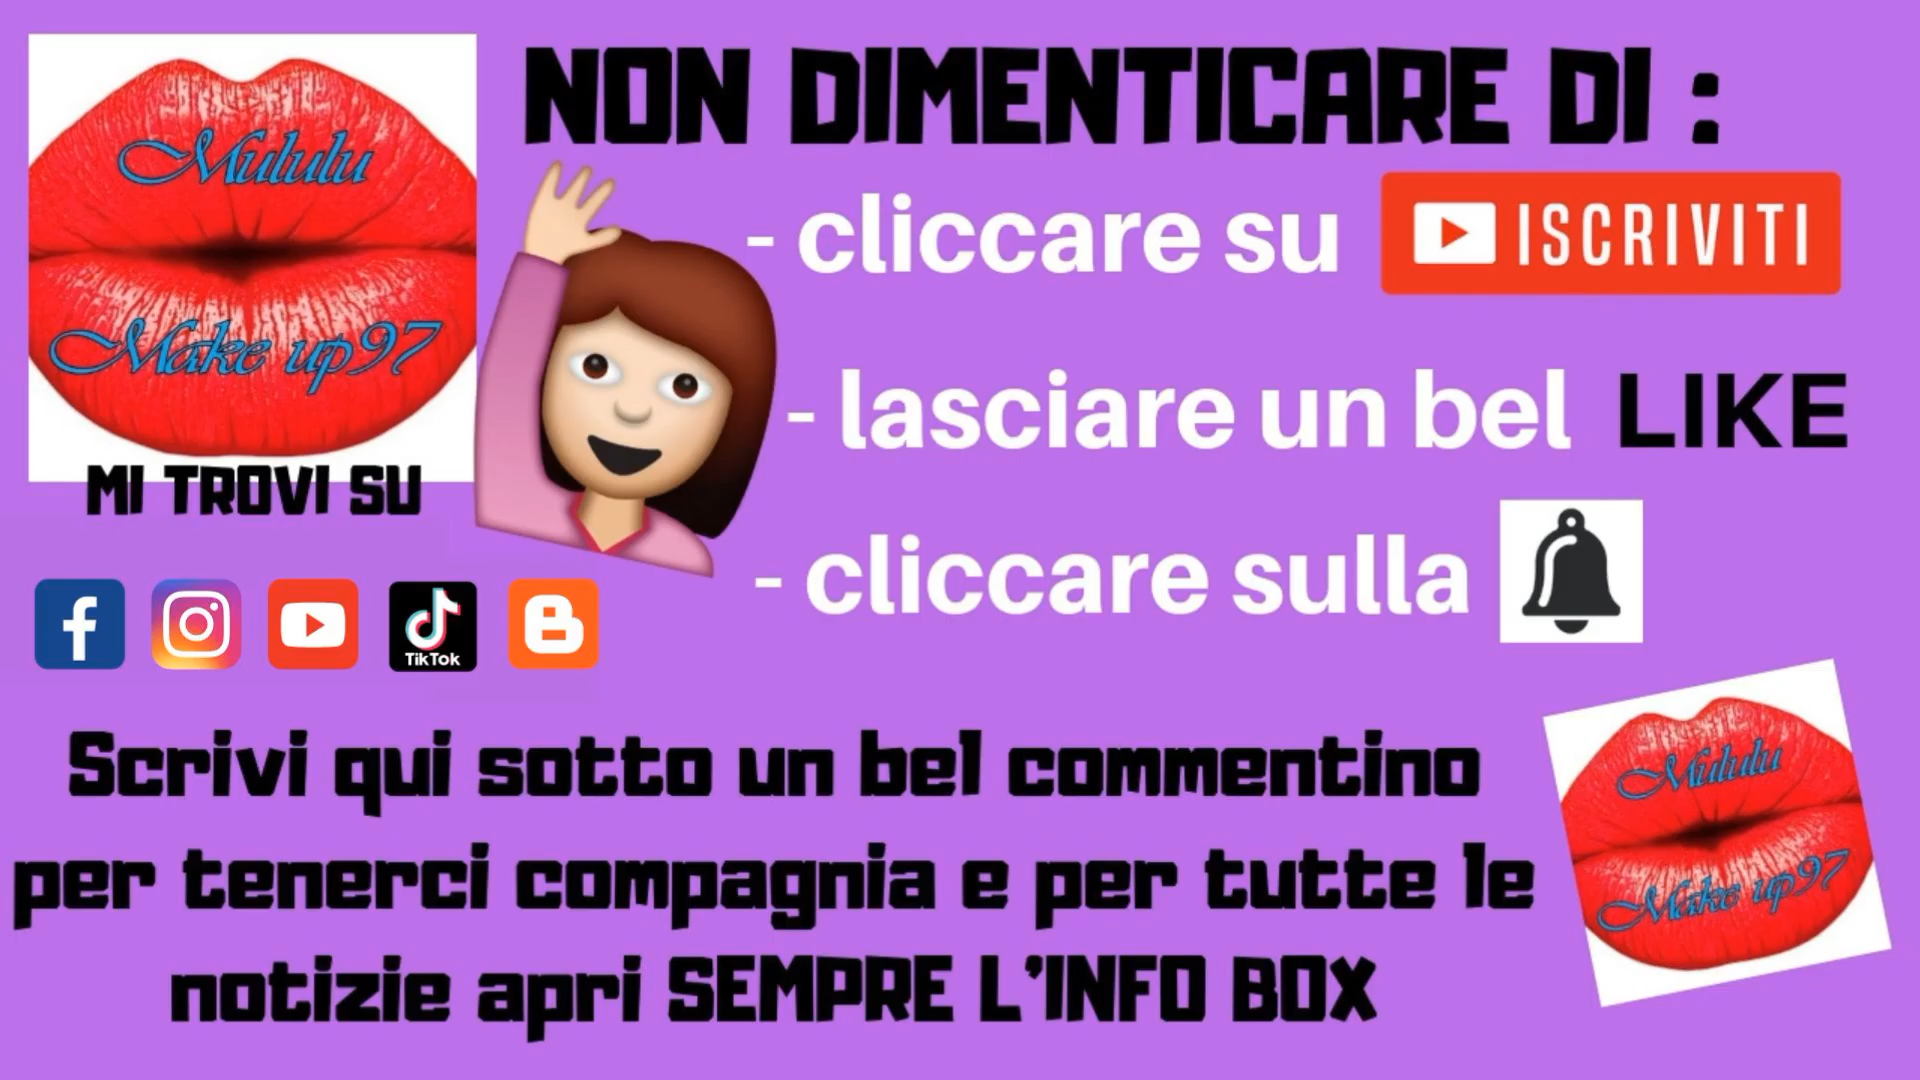 Mululu
Make up97
MI TROVI SU
TikTok
NON DIMENTICARE DI :
- cliccare su ISCRIVITI
- lasciare un bel LIKE
- cliccare sulla
Scrivi qui sotto un bel commentino
per tenerci compagnia e per tutte le
notizie apri SEMPRE L'INFO BOX
Mululu
Make up97